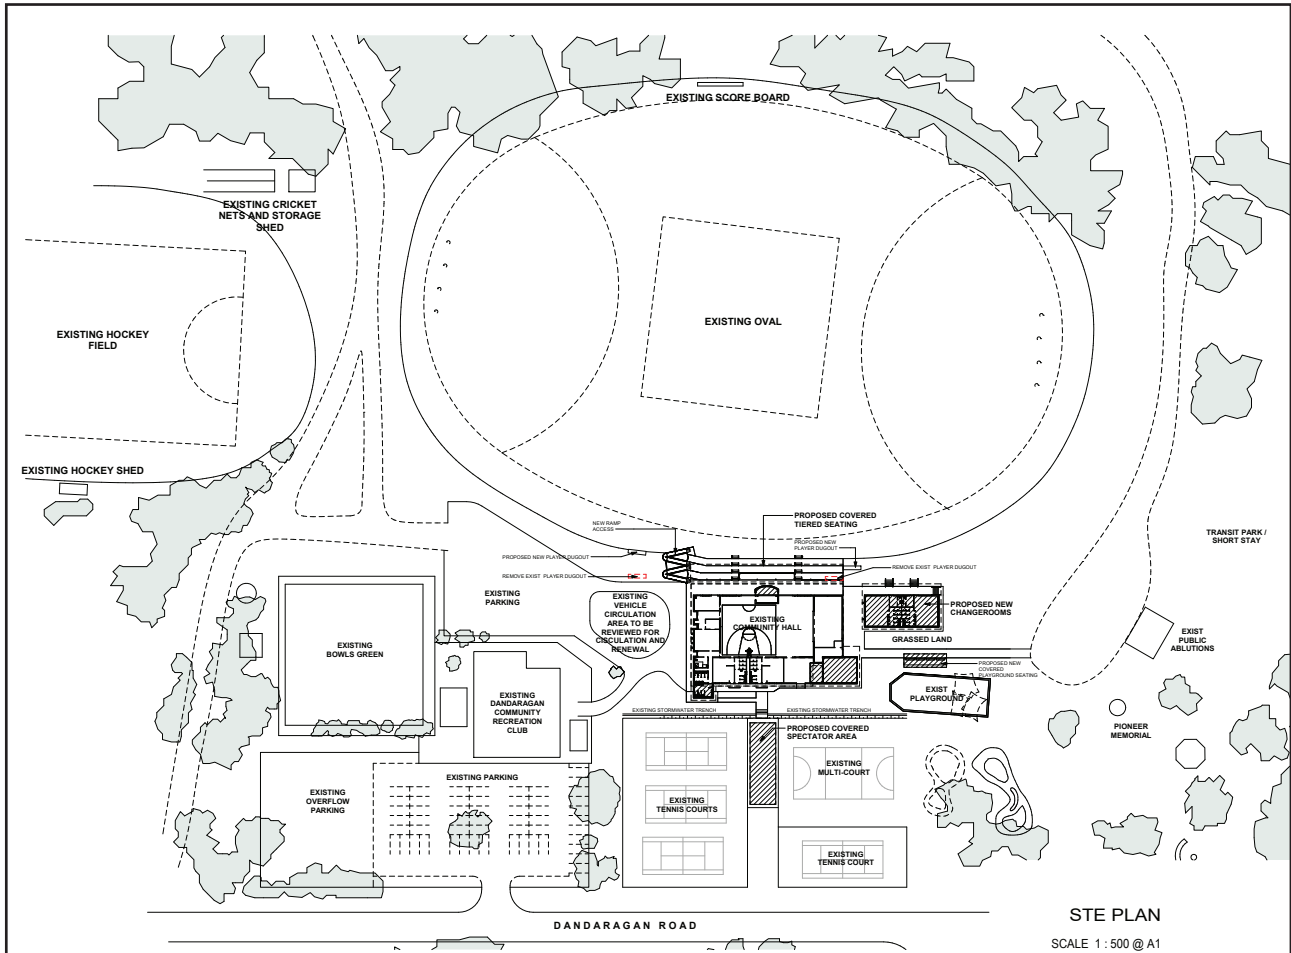 EXISTING SCORE BOARD
EXISTING CRICKET
NETS AND STORAGE
SHED
EXISTING HOCKEY
FIELD
EXISTING OVAL
EXISTING HOCKEY SHED
NEW RAMP
ACCESS
PROPOSED COVERED
TIERED SEATING
PROPOSED NEW
PLAYER DUGOUT
PROPOSED NEW PLAYER DUGOUT
REMOVE EXIST PLAYER DUGOUT
REMOVE EXIST PLAYER DUGOUT
TRANSIT PARK /
SHORT STAY
EXISTING
PARKING
EXISTING
VEHICLE
CIRCULATION
AREA TO BE
REVIEWED FOR
CISCULATION AND
RENEWAL
EXISTING
COMMUNITY HALL
PROPOSED NEW
CHANGEROOMS
GRASSED LAND
EXIST
PUBLIC
ABLUTIONS
EXISTING
BOWLS GREEN
PROPOSED NEW
COVERED
PLAYGROUND SEATING
EXIST
PLAYGROUND
EXISTING
DANDARAGAN
COMMUNITY
RECREATION
CLUB
EXISTING STORMWATER TRENCH
EXISTING STORMWATER TRENCH
PROPOSED COVERED
SPECTATOR AREA
PIONEER
MEMORIAL
EXISTING
MULTI-COURT
EXISTING PARKING
EXISTING
OVERFLOW
PARKING
EXISTING
TENNIS COURTS
EXISTING
TENNIS COURT
DANDARAGAN ROAD
STE PLAN
SCALE 1 : 500 @ A1